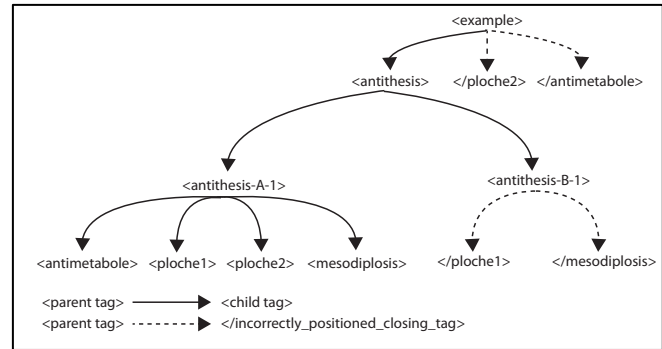 <example>
<antithesis> </ploche2> </antimetabole>
<antithesis-A-1> <antithesis-B-1>
<antimetabole> <ploche1> <ploche2> <mesodiplosis> </ploche1> </mesodiplosis>
<parent tag> <child tag>
<parent tag> </incorrectly_positioned_closing_tag>